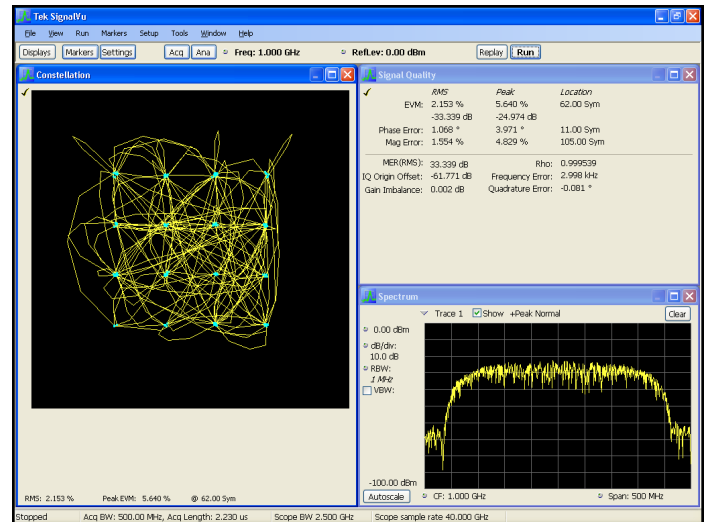 Tek SignalVu
File View Run Markers Setup Tools Window Help
Displays Markers Settings Acq Ana Freq: 1.000 GHz RefLev: 0.00 dBm Replay Run
Constellation
RMS: 2.153 % Peak EVM: 5.640 % @ 62.00 Sym
Signal Quality
RMS Peak Location
EVM: 2.153 % 5.640 % 62.00 Sym
-33.339 dB -24.974 dB
Phase Error: 1.068 ° 3.971 ° 11.00 Sym
Mag Error: 1.554 % 4.829 % 105.00 Sym
MER(RMS): 33.339 dB Rho: 0.999539
IQ Origin Offset: -61.771 dB Frequency Error: 2.998 kHz
Gain Imbalance: 0.002 dB Quadrature Error: -0.081 °
Spectrum
Trace 1 Show +Peak Normal Clear
0.00 dBm
dB/div:
10.0 dB
RBW:
1 MHz
VBW:
-100.00 dBm
Autoscale CF: 1.000 GHz Span: 500 MHz
Stopped Acq BW: 500.00 MHz, Acq Length: 2.230 us Scope BW 2.500 GHz Scope sample rate 40.000 GHz